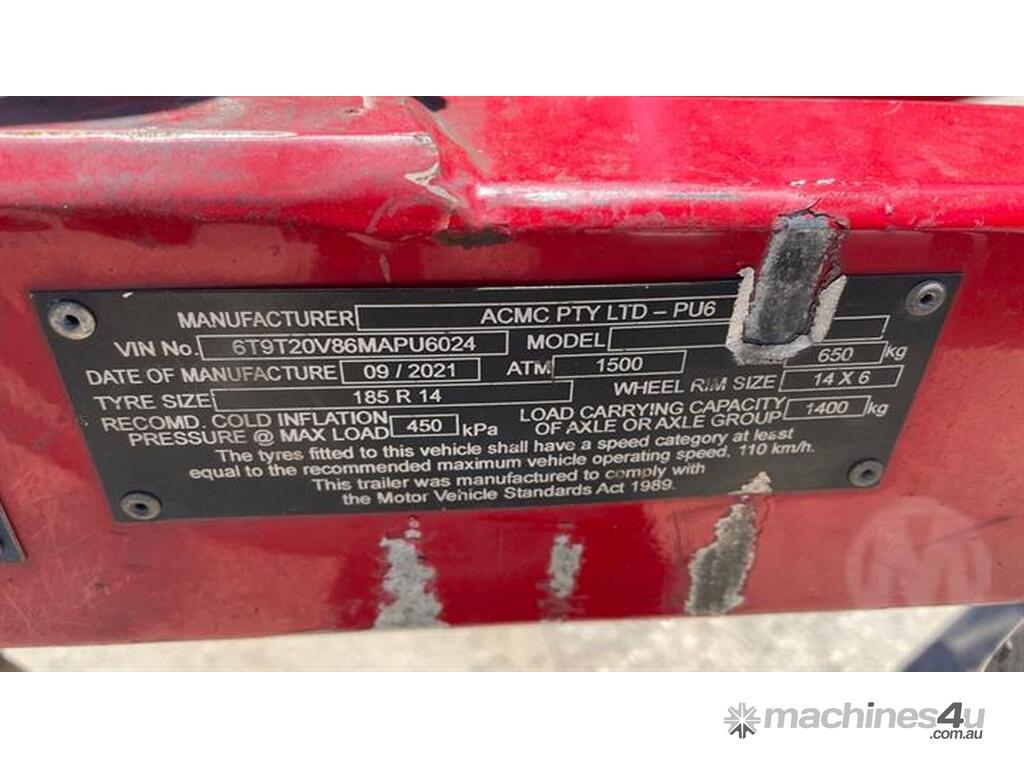 MANUFACTURER ACMC PTY LTD - PU6
VIN No. 6T9T20V86MAPU6024 MODEL
DATE OF MANUFACTURE 09 / 2021 ATM 1500 650 kg
TYRE SIZE 185 R 14 WHEEL RIM SIZE 14 X 6
RECOMD. COLD INFLATION PRESSURE @ MAX LOAD 450 kPa
LOAD CARRYING CAPACITY OF AXLE OR AXLE GROUP 1400 kg
The tyres fitted to this vehicle shall have a speed category at least
equal to the recommended maximum vehicle operating speed, 110 km/h.
This trailer was manufactured to comply with
the Motor Vehicle Standards Act 1989.
M
machines4u
.com.au